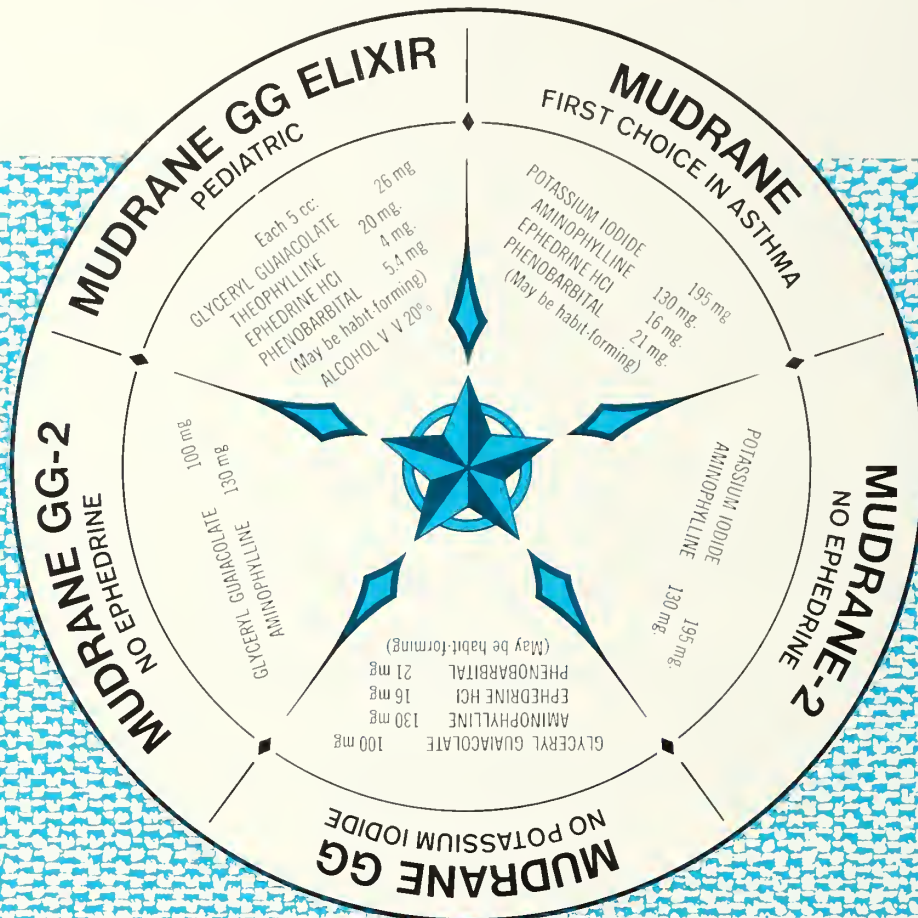 MUDRANE GG ELIXIR
PEDIATRIC
Each 5 cc:
GLYCERYL GUAIACOLATE 26 mg
THEOPHYLLINE 20 mg.
EPHEDRINE HCl 4 mg.
PHENOBARBITAL 5.4 mg
(May be habit-forming)
ALCOHOL V V 20%
MUDRANE
FIRST CHOICE IN ASTHMA
POTASSIUM IODIDE 195 mg
AMINOPHYLLINE 130 mg.
EPHEDRINE HCl 16 mg.
PHENOBARBITAL 21 mg.
(May be habit-forming)
MUDRANE-2
NO EPHEDRINE
POTASSIUM IODIDE 195 mg.
AMINOPHYLLINE 130 mg.
MUDRANE GG
NO POTASSIUM IODIDE
GLYCERYL GUAIACOLATE 100 mg
AMINOPHYLLINE 130 mg
EPHEDRINE HCl 16 mg
PHENOBARBITAL 21 mg
(May be habit-forming)
MUDRANE GG-2
NO EPHEDRINE
GLYCERYL GUAIACOLATE 100 mg
AMINOPHYLLINE 130 mg